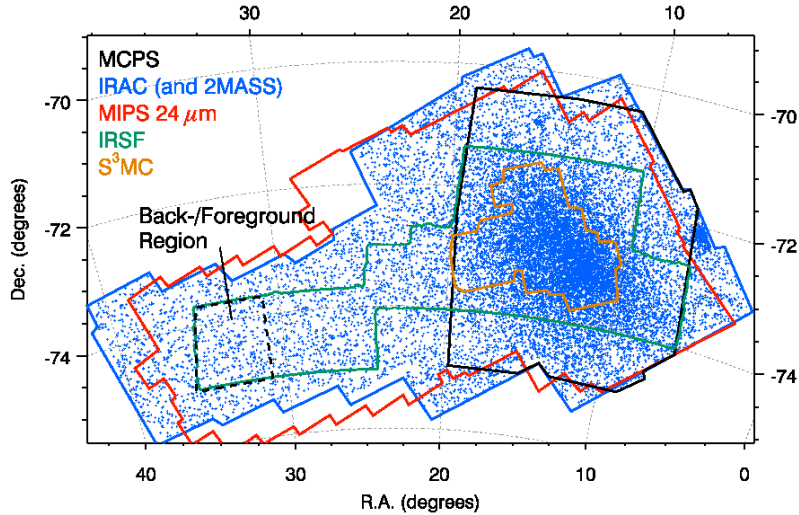 30 20 10
MCPS
IRAC (and 2MASS)
MIPS 24 μm
IRSF
S³MC
-70 -70
-72 -72
-74 -74
Back-/Foreground
Region
Dec. (degrees)
40 30 20 10 0
R.A. (degrees)